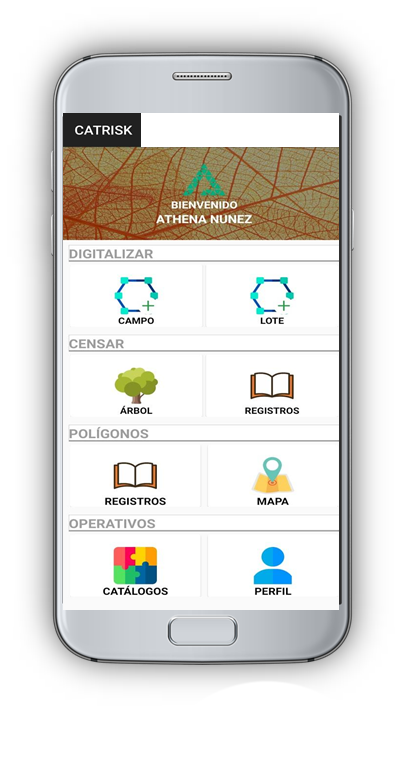 CATRISK
BIENVENIDO
ATHENA NUNEZ
DIGITALIZAR
CAMPO
LOTE
CENSAR
ÁRBOL
REGISTROS
POLÍGONOS
REGISTROS
MAPA
OPERATIVOS
CATÁLOGOS
PERFIL